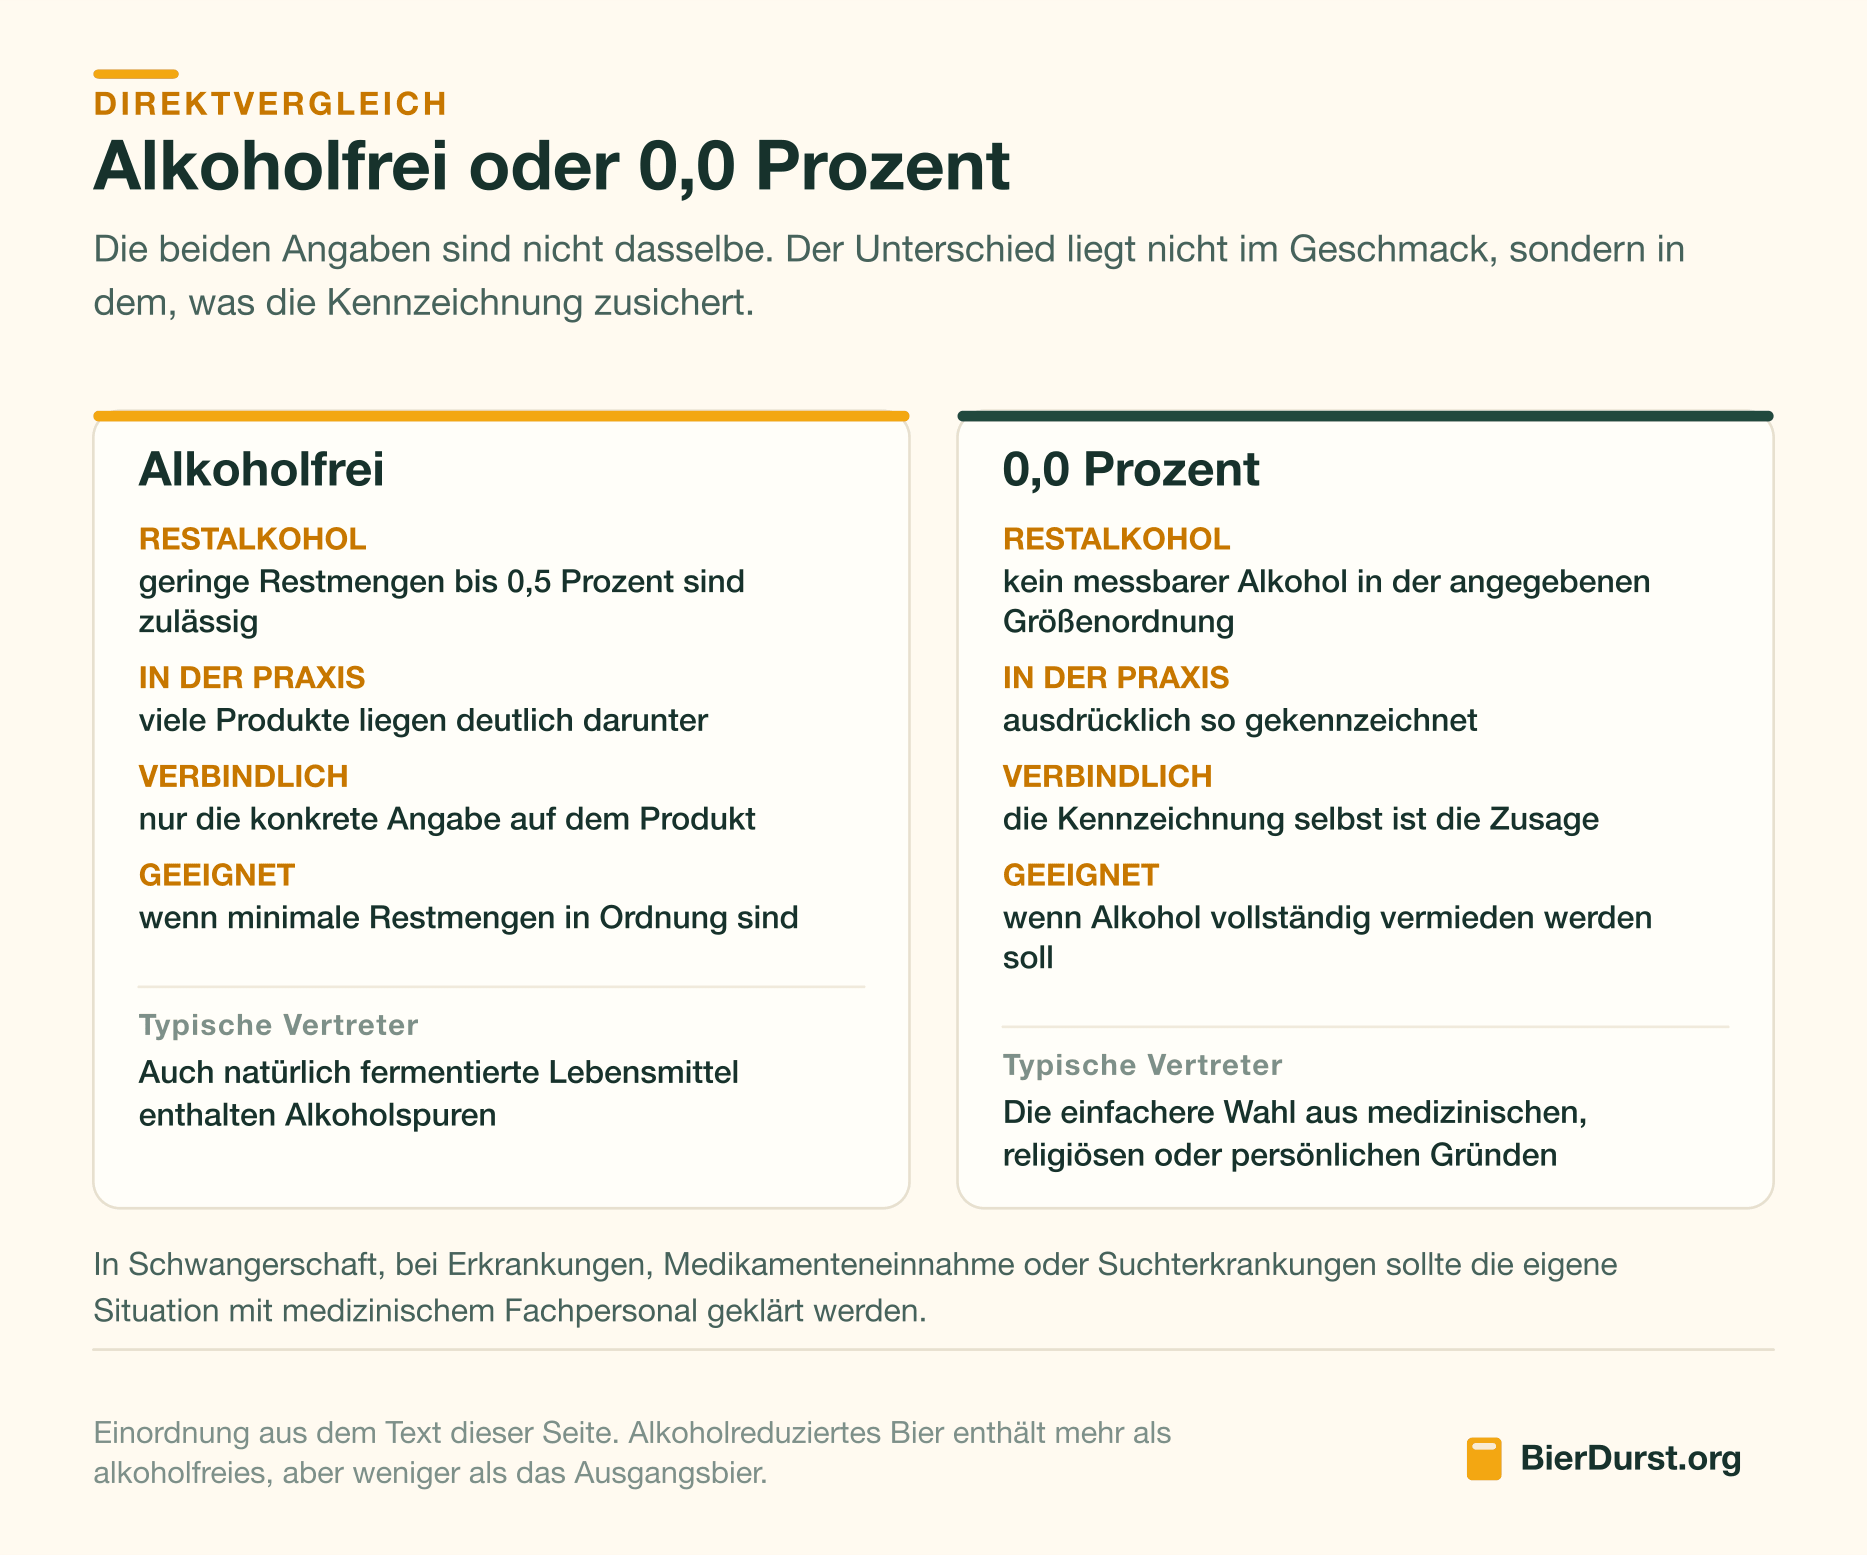 DIREKTVERGLEICH
Alkoholfrei oder 0,0 Prozent
Die beiden Angaben sind nicht dasselbe. Der Unterschied liegt nicht im Geschmack, sondern in
dem, was die Kennzeichnung zusichert.
Alkoholfrei
RESTALKOHOL
geringe Restmengen bis 0,5 Prozent sind
zulässig
IN DER PRAXIS
viele Produkte liegen deutlich darunter
VERBINDLICH
nur die konkrete Angabe auf dem Produkt
GEEIGNET
wenn minimale Restmengen in Ordnung sind
Typische Vertreter
Auch natürlich fermentierte Lebensmittel
enthalten Alkoholspuren
0,0 Prozent
RESTALKOHOL
kein messbarer Alkohol in der angegebenen
Größenordnung
IN DER PRAXIS
ausdrücklich so gekennzeichnet
VERBINDLICH
die Kennzeichnung selbst ist die Zusage
GEEIGNET
wenn Alkohol vollständig vermieden werden
soll
Typische Vertreter
Die einfachere Wahl aus medizinischen,
religiösen oder persönlichen Gründen
In Schwangerschaft, bei Erkrankungen, Medikamenteneinnahme oder Suchterkrankungen sollte die eigene
Situation mit medizinischem Fachpersonal geklärt werden.
Einordnung aus dem Text dieser Seite. Alkoholreduziertes Bier enthält mehr als
alkoholfreies, aber weniger als das Ausgangsbier.
BierDurst.org